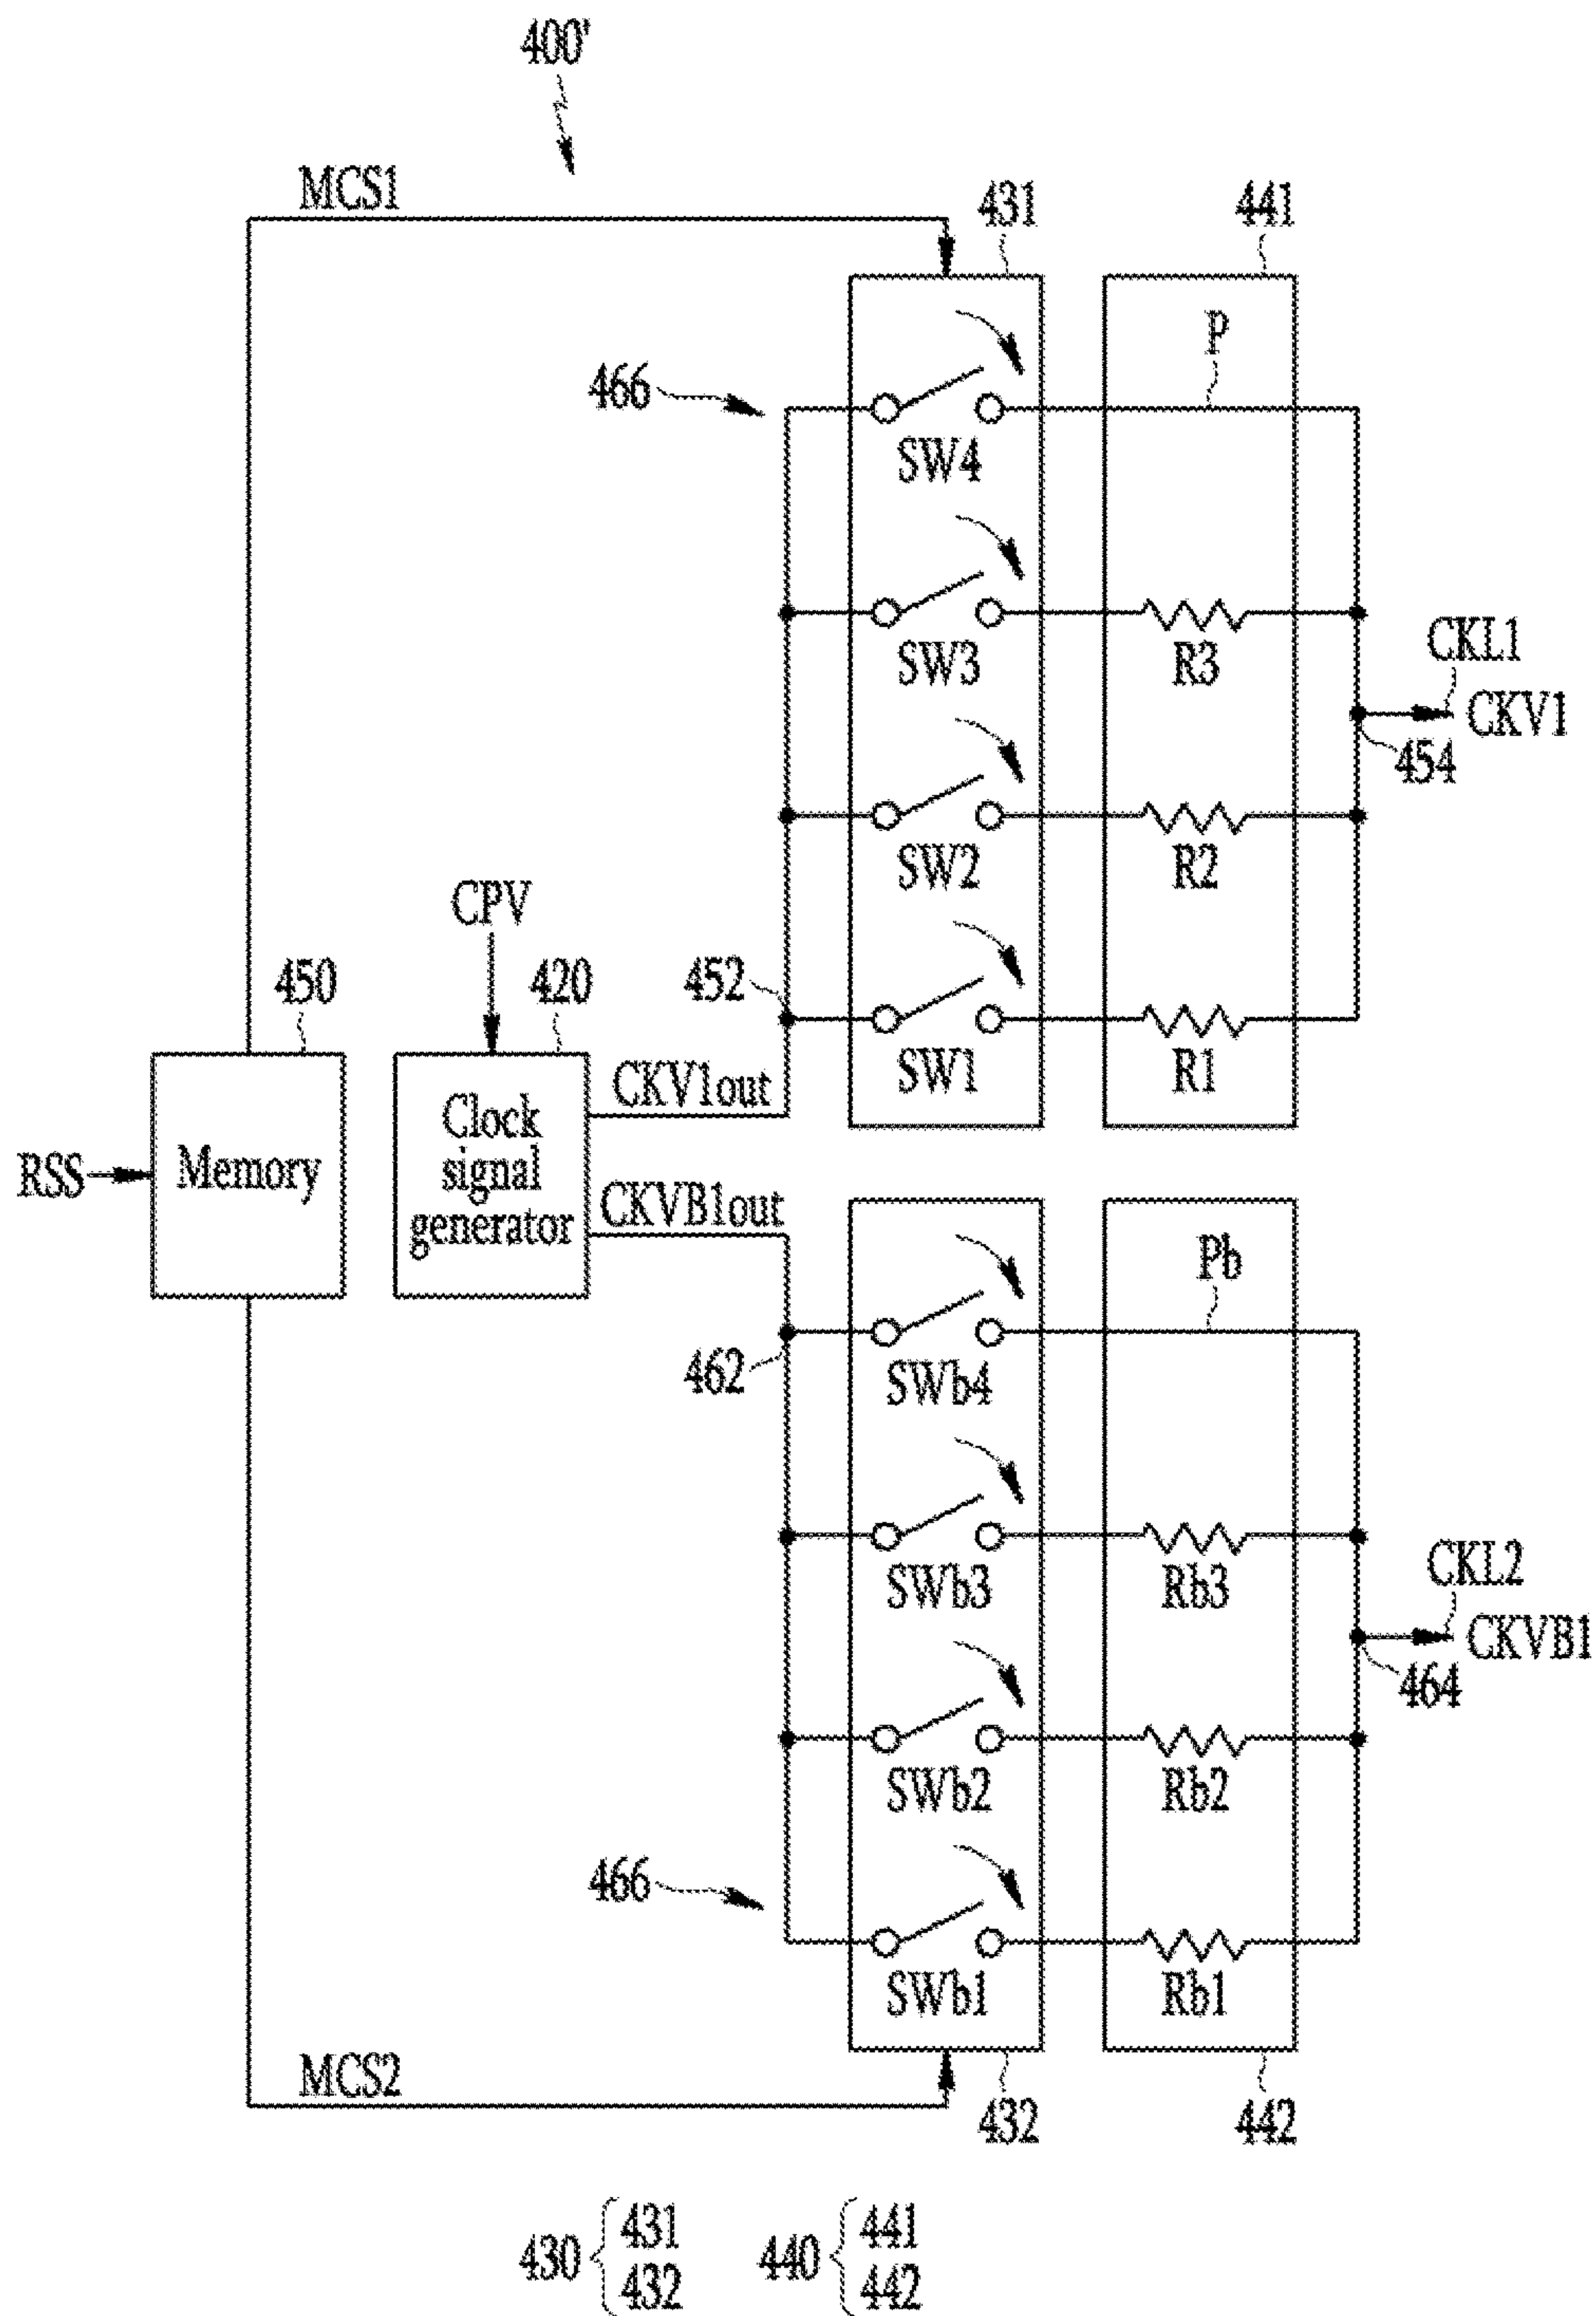 400'
MCS1
431
441
P
466
SW4
SW3
R3
CKL1
CKV1
454
SW2
R2
CPV
450
420
452
SW1
R1
CKV1out
Clock
signal
generator
Memory
RSS
CKVB1out
Pb
462
SWb4
SWb3
Rb3
CKL2
CKVB1
464
SWb2
Rb2
466
SWb1
Rb1
MCS2
432
442
430 { 431
432
440 { 441
442